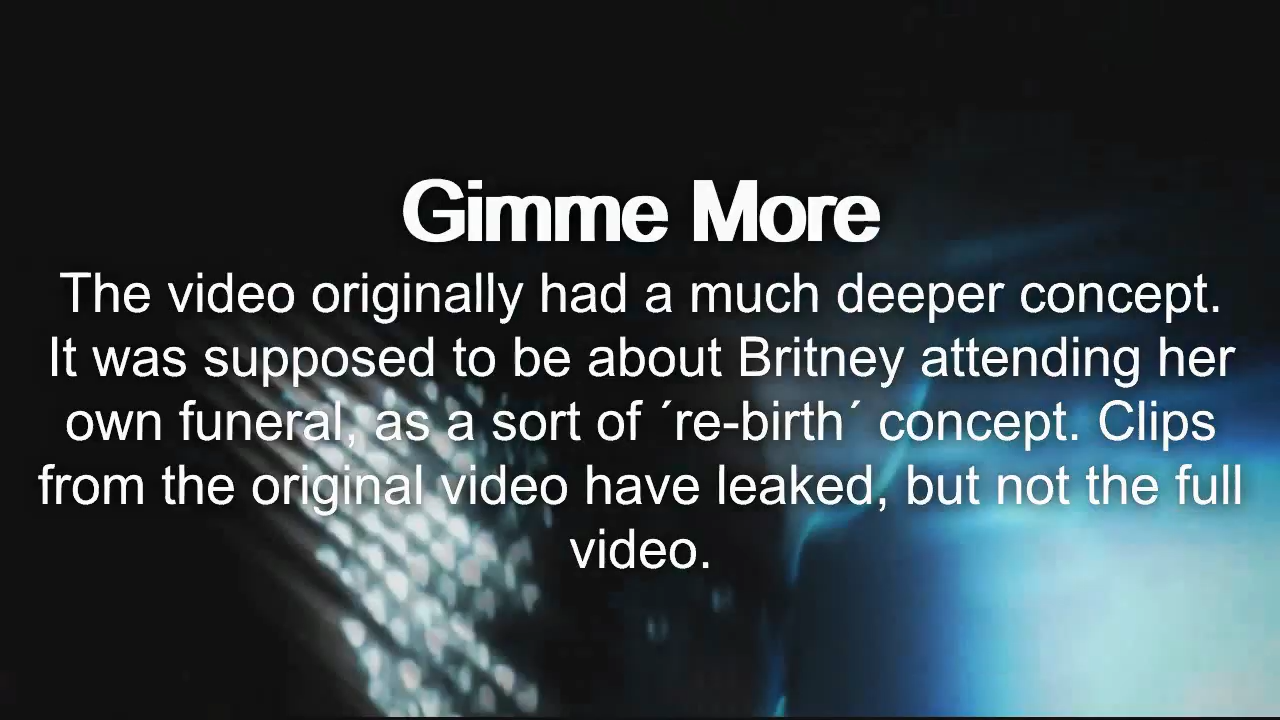 Gimme More
The video originally had a much deeper concept.
It was supposed to be about Britney attending her
own funeral, as a sort of ´re-birth´ concept. Clips
from the original video have leaked, but not the full
video.